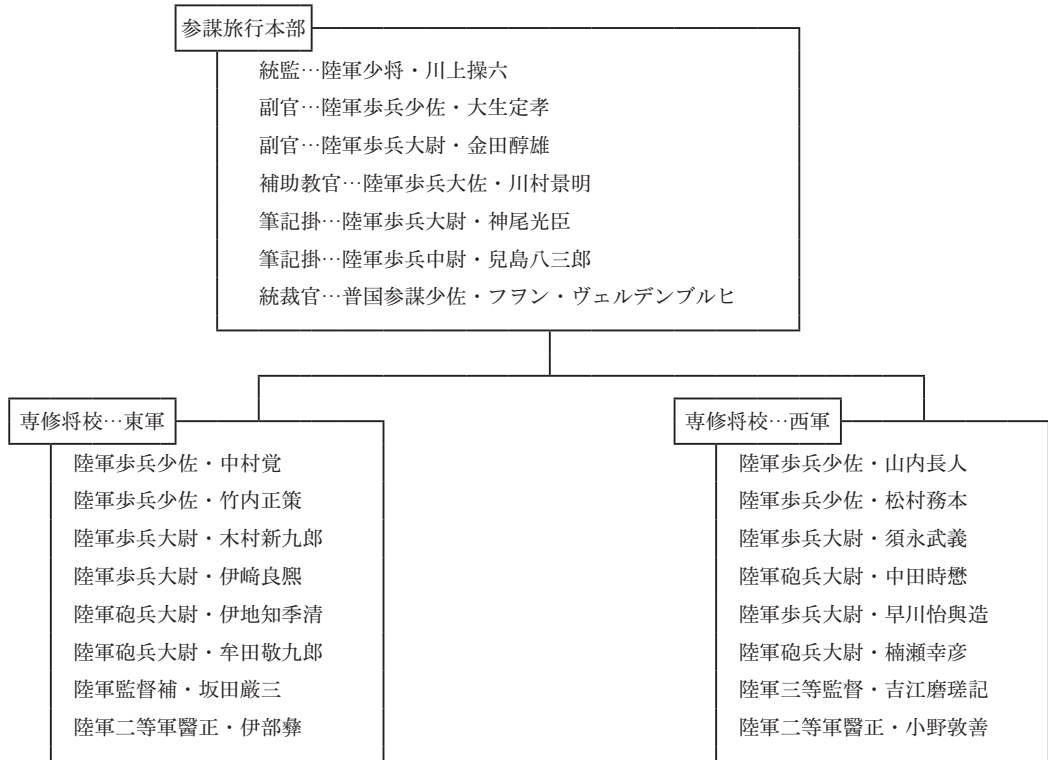 参謀旅行本部
統監…陸軍少将・川上操六
副官…陸軍歩兵少佐・大生定孝
副官…陸軍歩兵大尉・金田醇雄
補助教官…陸軍歩兵大佐・川村景明
筆記掛…陸軍歩兵大尉・神尾光臣
筆記掛…陸軍歩兵中尉・兒島八三郎
統裁官…普国参謀少佐・フヲン・ヴェルデンブルヒ
専修将校…東軍
陸軍歩兵少佐・中村覚
陸軍歩兵少佐・竹内正策
陸軍歩兵大尉・木村新九郎
陸軍歩兵大尉・伊﨑良熈
陸軍砲兵大尉・伊地知季清
陸軍砲兵大尉・牟田敬九郎
陸軍監督補・坂田厳三
陸軍二等軍醫正・伊部彝
専修将校…西軍
陸軍歩兵少佐・山内長人
陸軍歩兵少佐・松村務本
陸軍歩兵大尉・須永武義
陸軍砲兵大尉・中田時懋
陸軍歩兵大尉・早川怡與造
陸軍砲兵大尉・楠瀬幸彦
陸軍三等監督・吉江磨瑳記
陸軍二等軍醫正・小野敦善